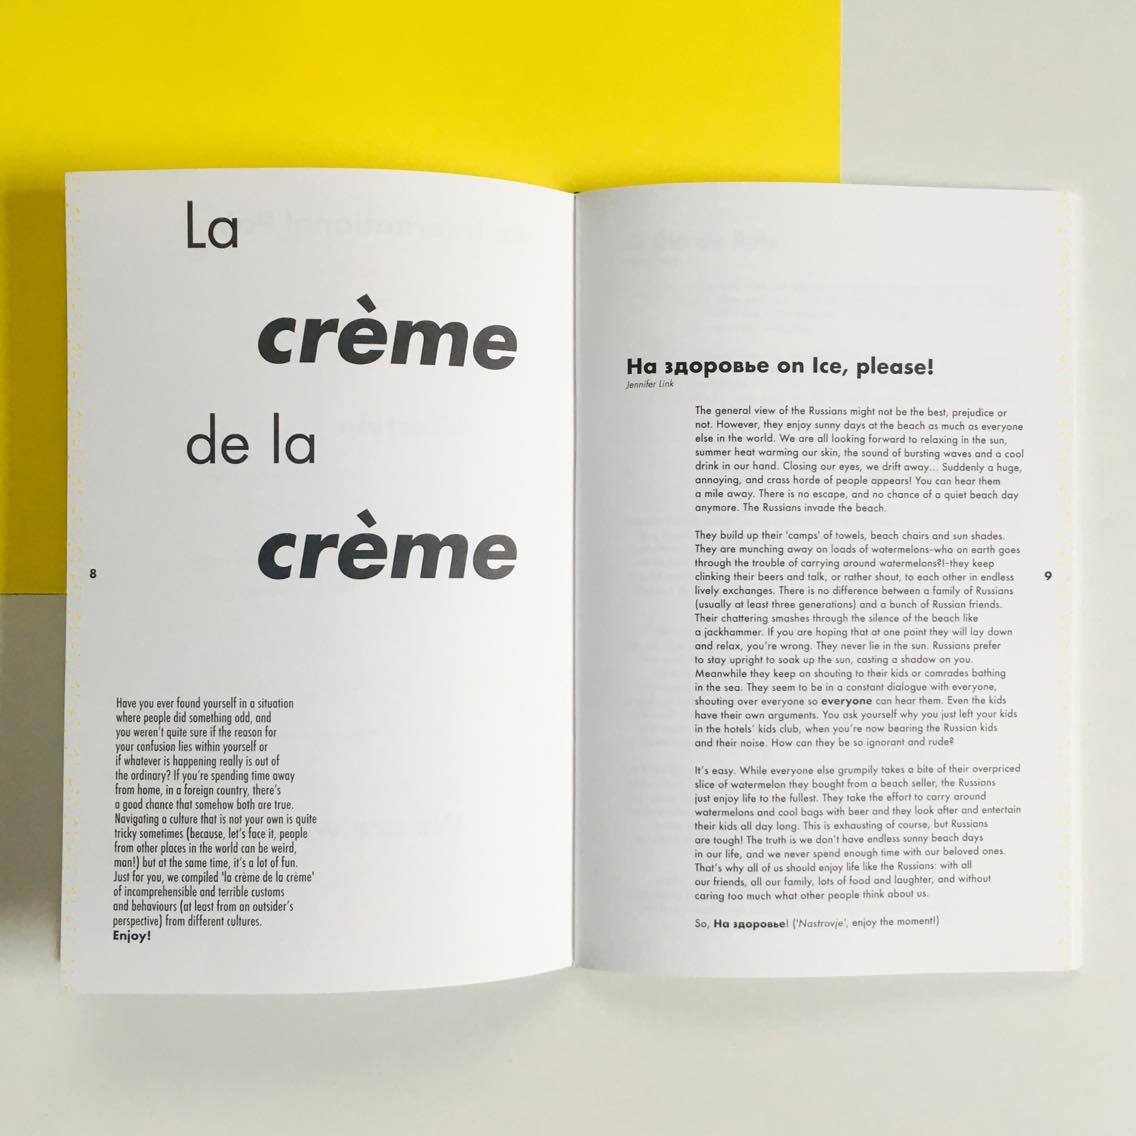 La
crème
de la
crème
8
Have you ever found yourself in a situation
where people did something odd, and
you weren't quite sure if the reason for
your confusion lies within yourself or
if whatever is happening really is out of
the ordinary? If you're spending time away
from home, in a foreign country, there's
a good chance that somehow both are true.
Navigating a culture that is not your own is quite
tricky sometimes (because, let's face it, people
from other places in the world can be weird,
man!) but at the same time, it's a lot of fun.
Just for you, we compiled 'la crème de la crème'
of incomprehensible and terrible customs
and behaviours (at least from an outsider's
perspective) from different cultures.
Enjoy!
На здоровье on Ice, please!
Jennifer Link
The general view of the Russians might not be the best, prejudice or
not. However, they enjoy sunny days at the beach as much as everyone
else in the world. We are all looking forward to relaxing in the sun,
summer heat warming our skin, the sound of bursting waves and a cool
drink in our hand. Closing our eyes, we drift away... Suddenly a huge,
annoying, and crass horde of people appears! You can hear them
a mile away. There is no escape, and no chance of a quiet beach day
anymore. The Russians invade the beach.
They build up their 'camps' of towels, beach chairs and sun shades.
They are munching away on loads of watermelons–who on earth goes
through the trouble of carrying around watermelons?!–they keep
clinking their beers and talk, or rather shout, to each other in endless
lively exchanges. There is no difference between a family of Russians
(usually at least three generations) and a bunch of Russian friends.
Their chattering smashes through the silence of the beach like
a jackhammer. If you are hoping that at one point they will lay down
and relax, you're wrong. They never lie in the sun. Russians prefer
to stay upright to soak up the sun, casting a shadow on you.
Meanwhile they keep on shouting to their kids or comrades bathing
in the sea. They seem to be in a constant dialogue with everyone,
shouting over everyone so everyone can hear them. Even the kids
have their own arguments. You ask yourself why you just left your kids
in the hotels' kids club, when you're now bearing the Russian kids
and their noise. How can they be so ignorant and rude?
It's easy. While everyone else grumpily takes a bite of their overpriced
slice of watermelon they bought from a beach seller, the Russians
just enjoy life to the fullest. They take the effort to carry around
watermelons and cool bags with beer and they look after and entertain
their kids all day long. This is exhausting of course, but Russians
are tough! The truth is we don't have endless sunny beach days
in our life, and we never spend enough time with our beloved ones.
That's why all of us should enjoy life like the Russians: with all
our friends, all our family, lots of food and laughter, and without
caring too much what other people think about us.
So, На здоровье! ('Nastrovje', enjoy the moment!)
9